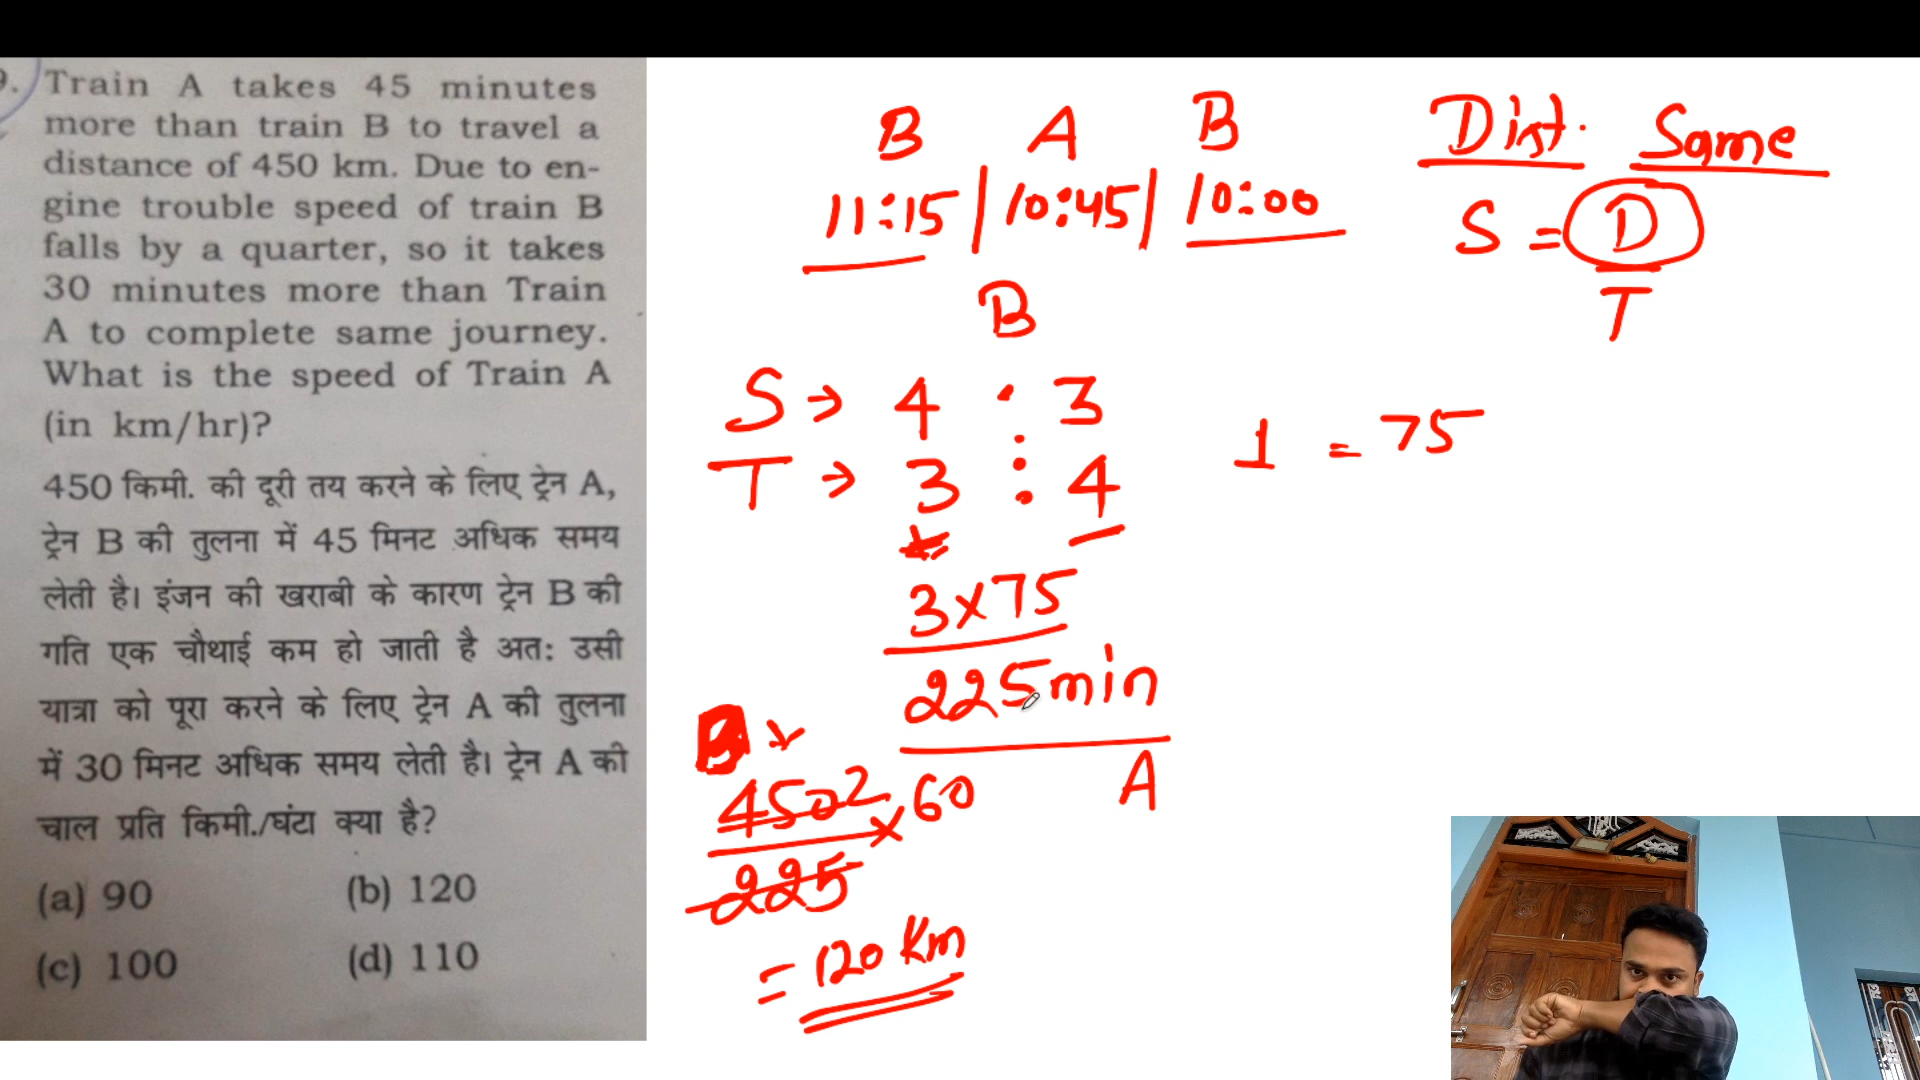 9. Train A takes 45 minutes
more than train B to travel a
distance of 450 km. Due to en-
gine trouble speed of train B
falls by a quarter, so it takes
30 minutes more than Train
A to complete same journey.
What is the speed of Train A
(in km/hr)?
450 किमी. की दूरी तय करने के लिए ट्रेन A,
ट्रेन B की तुलना में 45 मिनट अधिक समय
लेती है। इंजन की खराबी के कारण ट्रेन B की
गति एक चौथाई कम हो जाती है अत: उसी
यात्रा को पूरा करने के लिए ट्रेन A की तुलना
में 30 मिनट अधिक समय लेती है। ट्रेन A की
चाल प्रति किमी./घंटा क्या है?
(a) 90 (b) 120
(c) 100 (d) 110
B A B
11:15 | 10:45 | 10:00
Dist. Same
S = D
T
B
S → 4 : 3
T → 3 : 4
1 = 75
3×75
225 min
B
A
450 2 × 60
225
= 120 Km